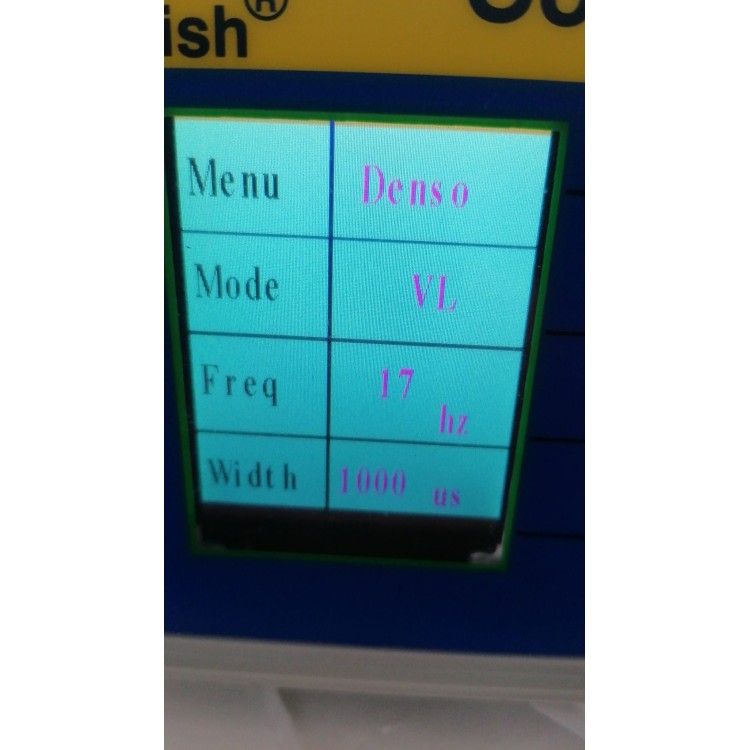 ish®
Menu Denso
Mode VL
Freq 17 hz
Width 1000 us